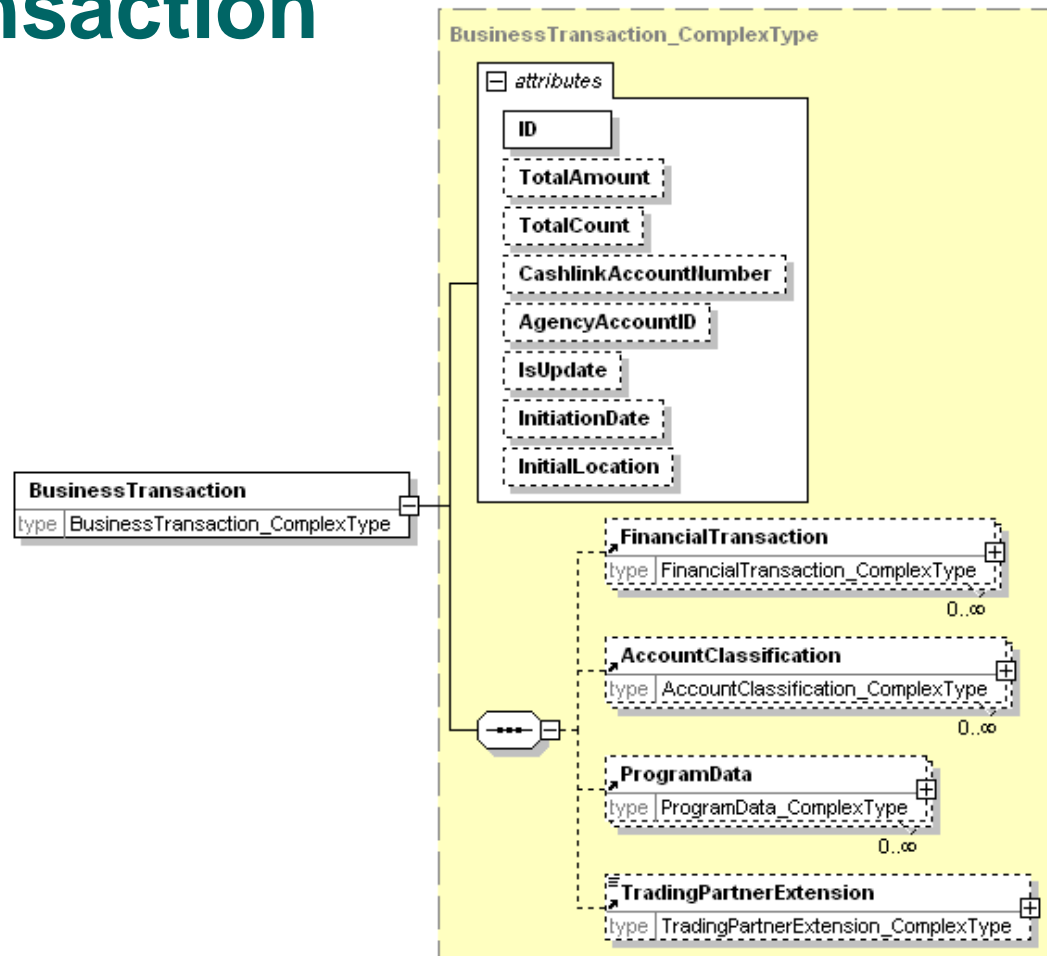 nsaction
BusinessTransaction_ComplexType
attributes
ID
TotalAmount
TotalCount
CashlinkAccountNumber
AgencyAccountID
IsUpdate
InitiationDate
InitialLocation
BusinessTransaction
type BusinessTransaction_ComplexType
FinancialTransaction
type FinancialTransaction_ComplexType
0..∞
AccountClassification
type AccountClassification_ComplexType
0..∞
ProgramData
type ProgramData_ComplexType
0..∞
TradingPartnerExtension
type TradingPartnerExtension_ComplexType